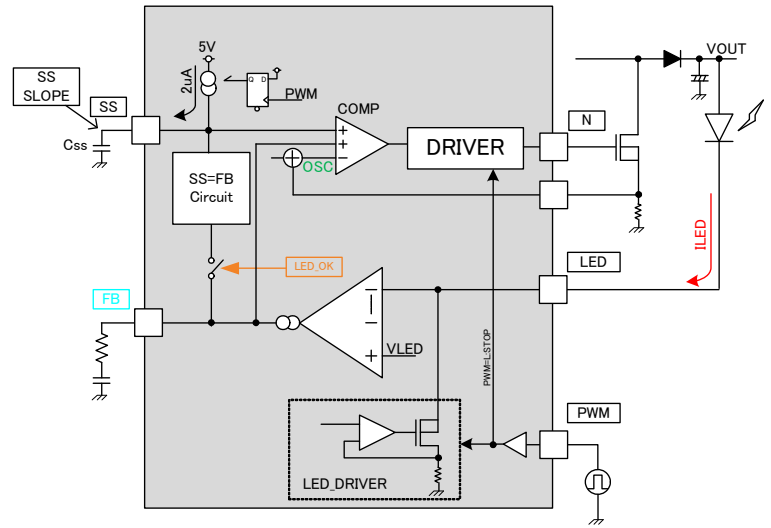 5V
2uA
Q D
PWM
SS
SLOPE
SS
Css
COMP
+
+
−
OSC
DRIVER
N
VOUT
SS=FB
Circuit
LED_OK
FB
ILED
LED
−
−
+
VLED
PWM=L:STOP
PWM
LED_DRIVER